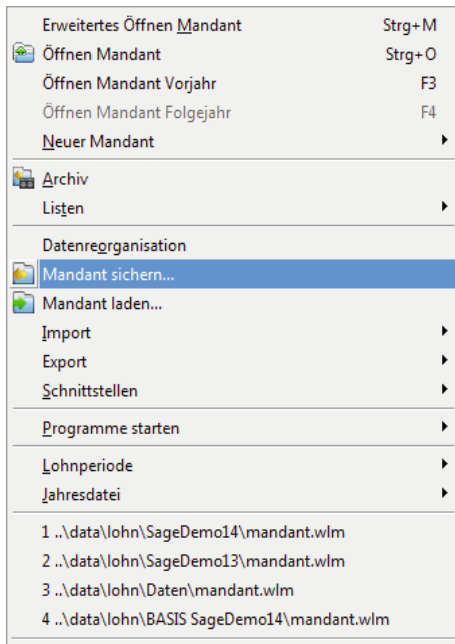 Erweitertes Öffnen Mandant Strg+M
Öffnen Mandant Strg+O
Öffnen Mandant Vorjahr F3
Öffnen Mandant Folgejahr F4
Neuer Mandant
Archiv
Listen
Datenreorganisation
Mandant sichern...
Mandant laden...
Import
Export
Schnittstellen
Programme starten
Lohnperiode
Jahresdatei
1 ..\data\lohn\SageDemo14\mandant.wlm
2 ..\data\lohn\SageDemo13\mandant.wlm
3 ..\data\lohn\Daten\mandant.wlm
4 ..\data\lohn\BASIS SageDemo14\mandant.wlm